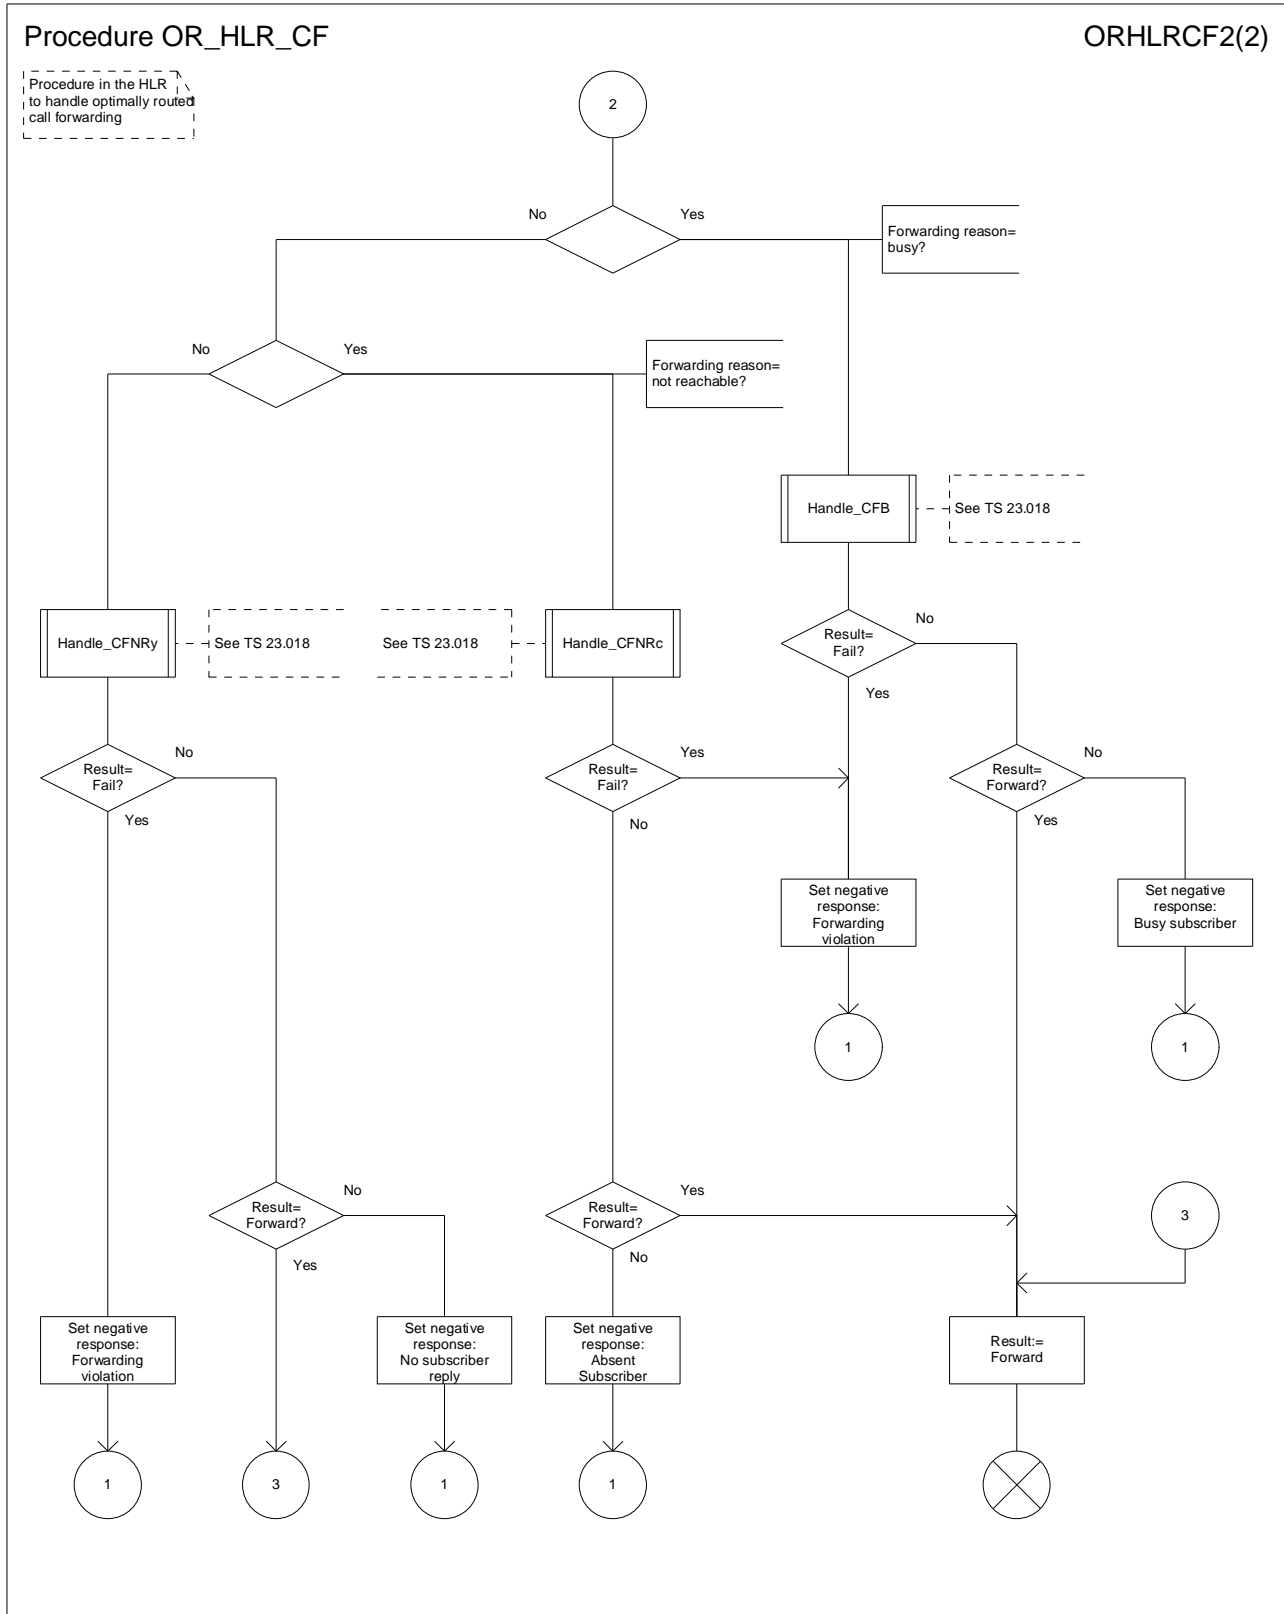 Procedure OR_HLR_CF
ORHLRCF2(2)
Procedure in the HLR
to handle optimally routed
call forwarding
2
No
Yes
Forwarding reason=
busy?
No
Yes
Forwarding reason=
not reachable?
Handle_CFB
See TS 23.018
Handle_CFNRy
See TS 23.018
See TS 23.018
Handle_CFNRc
Result=
Fail?
No
Yes
Result=
Fail?
No
Yes
Result=
Fail?
Yes
No
Result=
Forward?
No
Yes
Set negative
response:
Forwarding
violation
Set negative
response:
Busy subscriber
1
1
Result=
Forward?
No
Yes
Result=
Forward?
Yes
No
3
Set negative
response:
Forwarding
violation
Set negative
response:
No subscriber
reply
Set negative
response:
Absent
Subscriber
Result:=
Forward
1
3
1
1